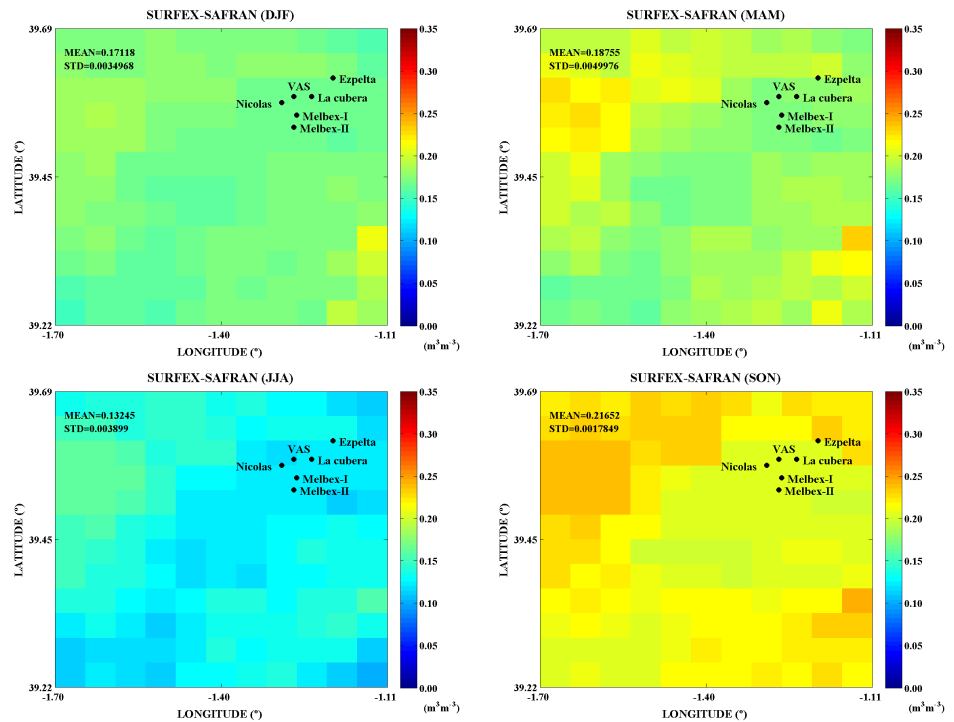 SURFEX-SAFRAN (DJF)
39.69
MEAN=0.17118
STD=0.0034968
Ezpelta
VAS
La cubera
Nicolas
Melbex-I
Melbex-II
LATITUDE (º)
39.45
39.22
-1.70
-1.40
-1.11
LONGITUDE (º)
0.35
0.30
0.25
0.20
0.15
0.10
0.05
0.00
(m³m⁻³)
SURFEX-SAFRAN (MAM)
39.69
MEAN=0.18755
STD=0.0049976
Ezpelta
VAS
La cubera
Nicolas
Melbex-I
Melbex-II
LATITUDE (º)
39.45
39.22
-1.70
-1.40
-1.11
LONGITUDE (º)
0.35
0.30
0.25
0.20
0.15
0.10
0.05
0.00
(m³m⁻³)
SURFEX-SAFRAN (JJA)
39.69
MEAN=0.13245
STD=0.003899
Ezpelta
VAS
La cubera
Nicolas
Melbex-I
Melbex-II
LATITUDE (º)
39.45
39.22
-1.70
-1.40
-1.11
LONGITUDE (º)
0.35
0.30
0.25
0.20
0.15
0.10
0.05
0.00
(m³m⁻³)
SURFEX-SAFRAN (SON)
39.69
MEAN=0.21652
STD=0.0017849
Ezpelta
VAS
La cubera
Nicolas
Melbex-I
Melbex-II
LATITUDE (º)
39.45
39.22
-1.70
-1.40
-1.11
LONGITUDE (º)
0.35
0.30
0.25
0.20
0.15
0.10
0.05
0.00
(m³m⁻³)